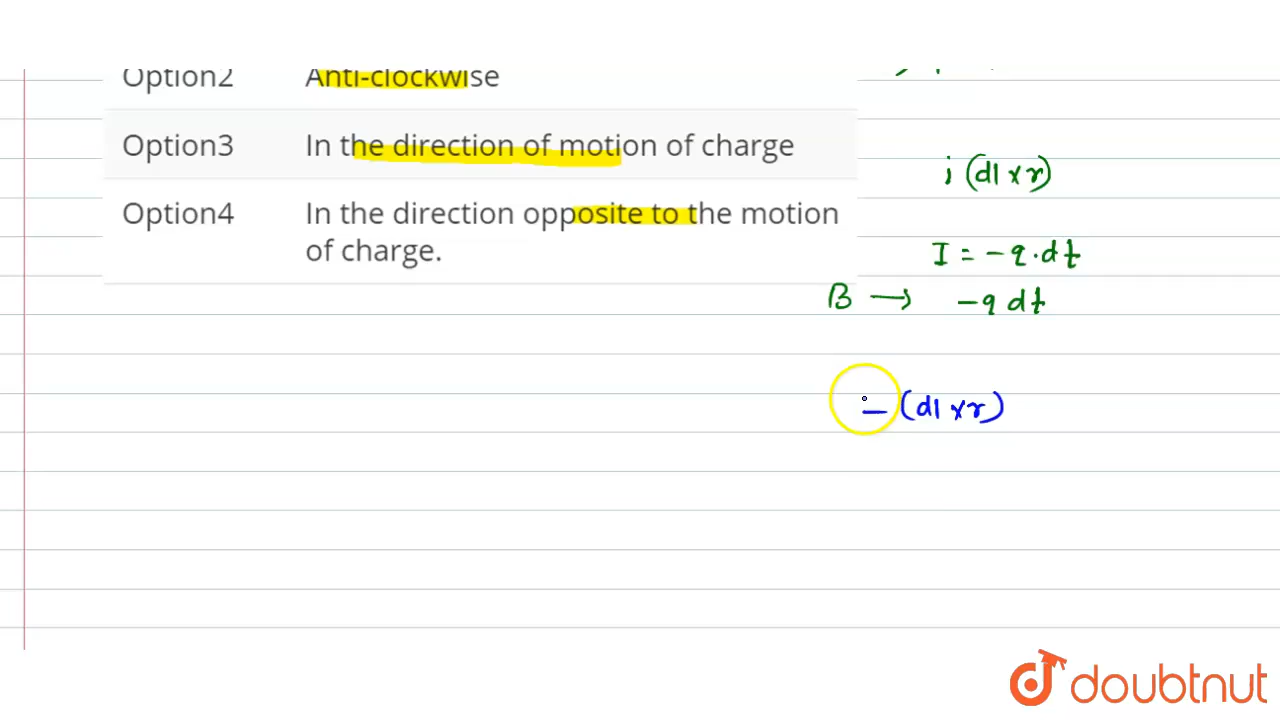 Option2 Anti-clockwise
Option3 In the direction of motion of charge
Option4 In the direction opposite to the motion
of charge.
i (dl × r)
I = - q · dt
B → - q dt
- (dl × r)
doubtnut